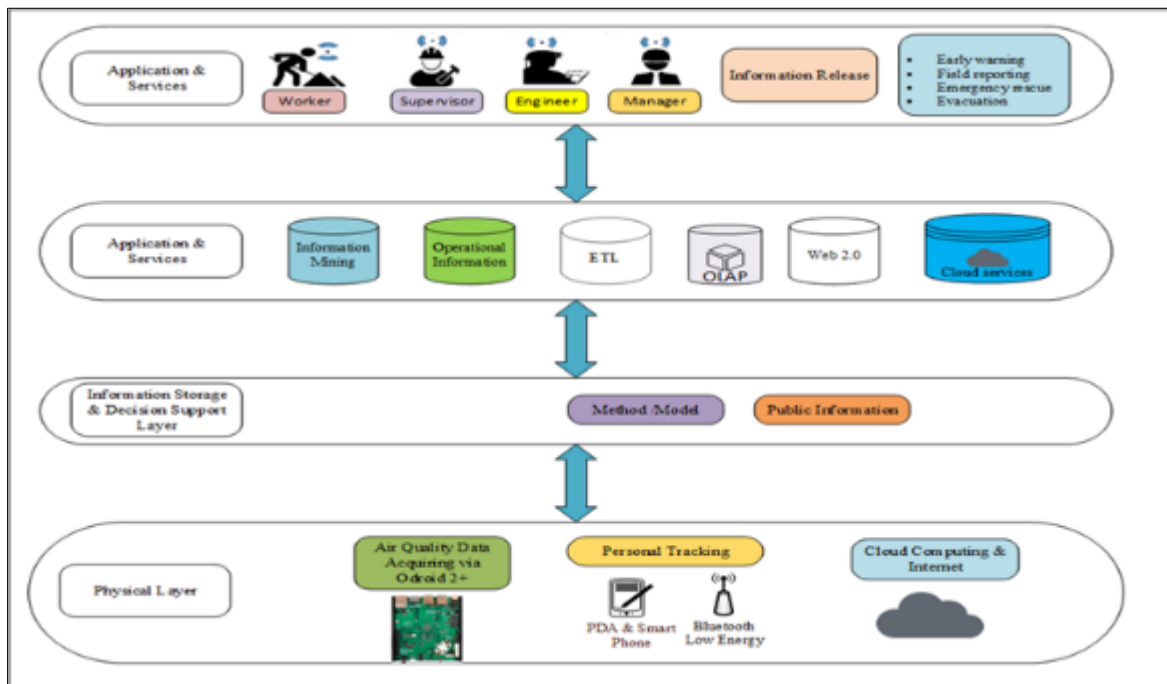 Application &
Services
Worker
Supervisor
Engineer
Manager
Information Release
• Early warning
• Field reporting
• Emergency rescue
• Evacuation
Application &
Services
Information
Mining
Operational
Information
ETL
OLAP
Web 2.0
Cloud services
Information Storage
& Decision Support
Layer
Method /Model
Public Information
Physical Layer
Air Quality Data
Acquiring via
Odroid 2+
Personal Tracking
PDA & Smart
Phone
Bluetooth
Low Energy
Cloud Computing &
Internet